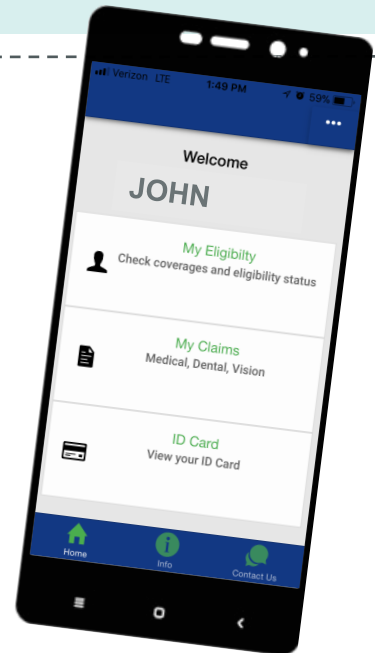 Verizon LTE 1:49 PM 59%
Welcome
JOHN
My Eligibilty
Check coverages and eligibility status
My Claims
Medical, Dental, Vision
ID Card
View your ID Card
Home Info Contact Us